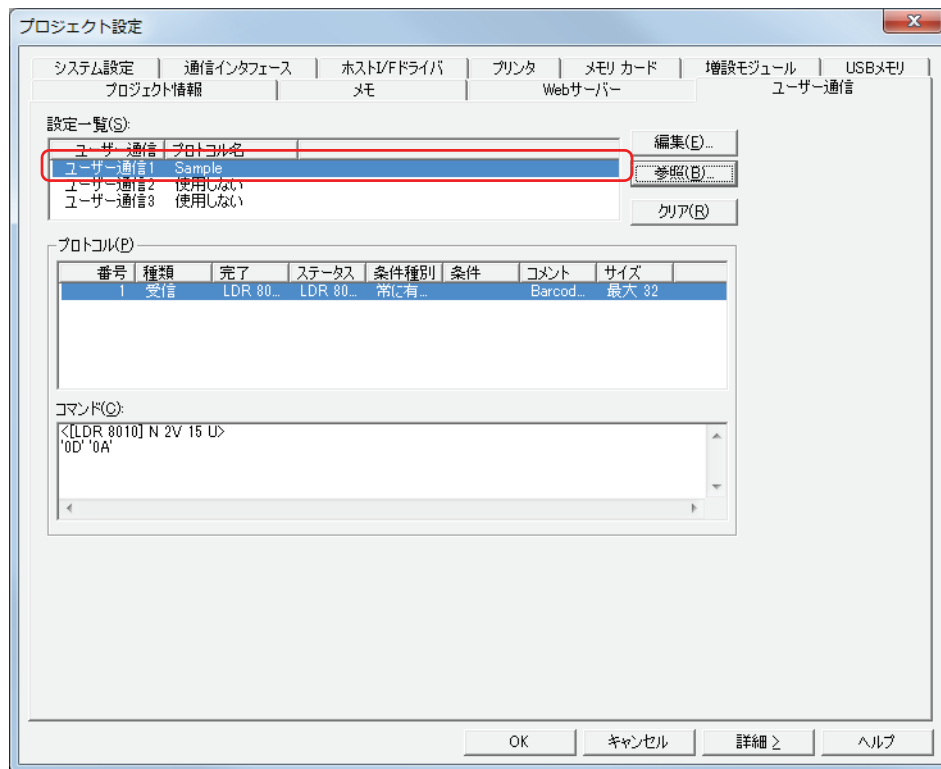 プロジェクト設定
システム設定 通信インタフェース ホストI/Fドライバ プリンタ メモリ カード 増設モジュール USBメモリ
プロジェクト情報 メモ Webサーバー ユーザー通信
設定一覧(S):
ユーザー通信 プロトコル名
ユーザー通信1 Sample
ユーザー通信2 使用しない
ユーザー通信3 使用しない
編集(E)...
参照(B)...
クリア(R)
プロトコル(P)
番号 種類 完了 ステータス 条件種別 条件 コメント サイズ
1 受信 LDR 80... LDR 80... 常に有... Barcod... 最大 32
コマンド(C):
<[LDR 8010] N 2V 15 U>
'0D' '0A'
OK キャンセル 詳細 ≥ ヘルプ